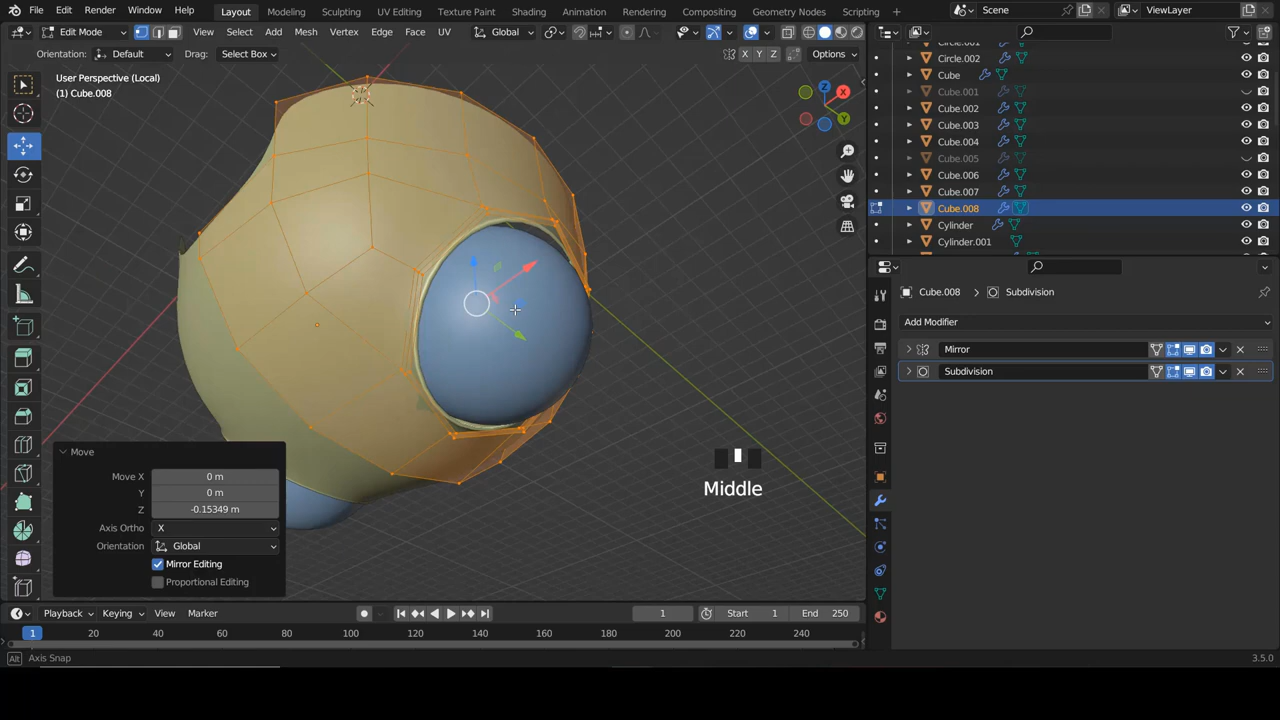 File Edit Render Window Help Layout Modeling Sculpting UV Editing Texture Paint Shading Animation Rendering Compositing Geometry Nodes Scripting + Scene ViewLayer
Edit Mode View Select Add Mesh Vertex Edge Face UV Global
Orientation: Default Drag: Select Box X Y Z Options
User Perspective (Local)
(1) Cube.008
X
Y
Z
Circle.002
Cube
Cube.001
Cube.002
Cube.003
Cube.004
Cube.005
Cube.006
Cube.007
Cube.008
Cylinder
Cylinder.001
Cube.008 > Subdivision
Add Modifier
Mirror
Subdivision
Move
Move X 0 m
Y 0 m
Z -0.15349 m
Axis Ortho X
Orientation Global
Mirror Editing
Proportional Editing
Middle
Playback Keying View Marker 1 Start 1 End 250
1 20 40 60 80 100 120 140 160 180 200 220 240
Alt Axis Snap 3.5.0